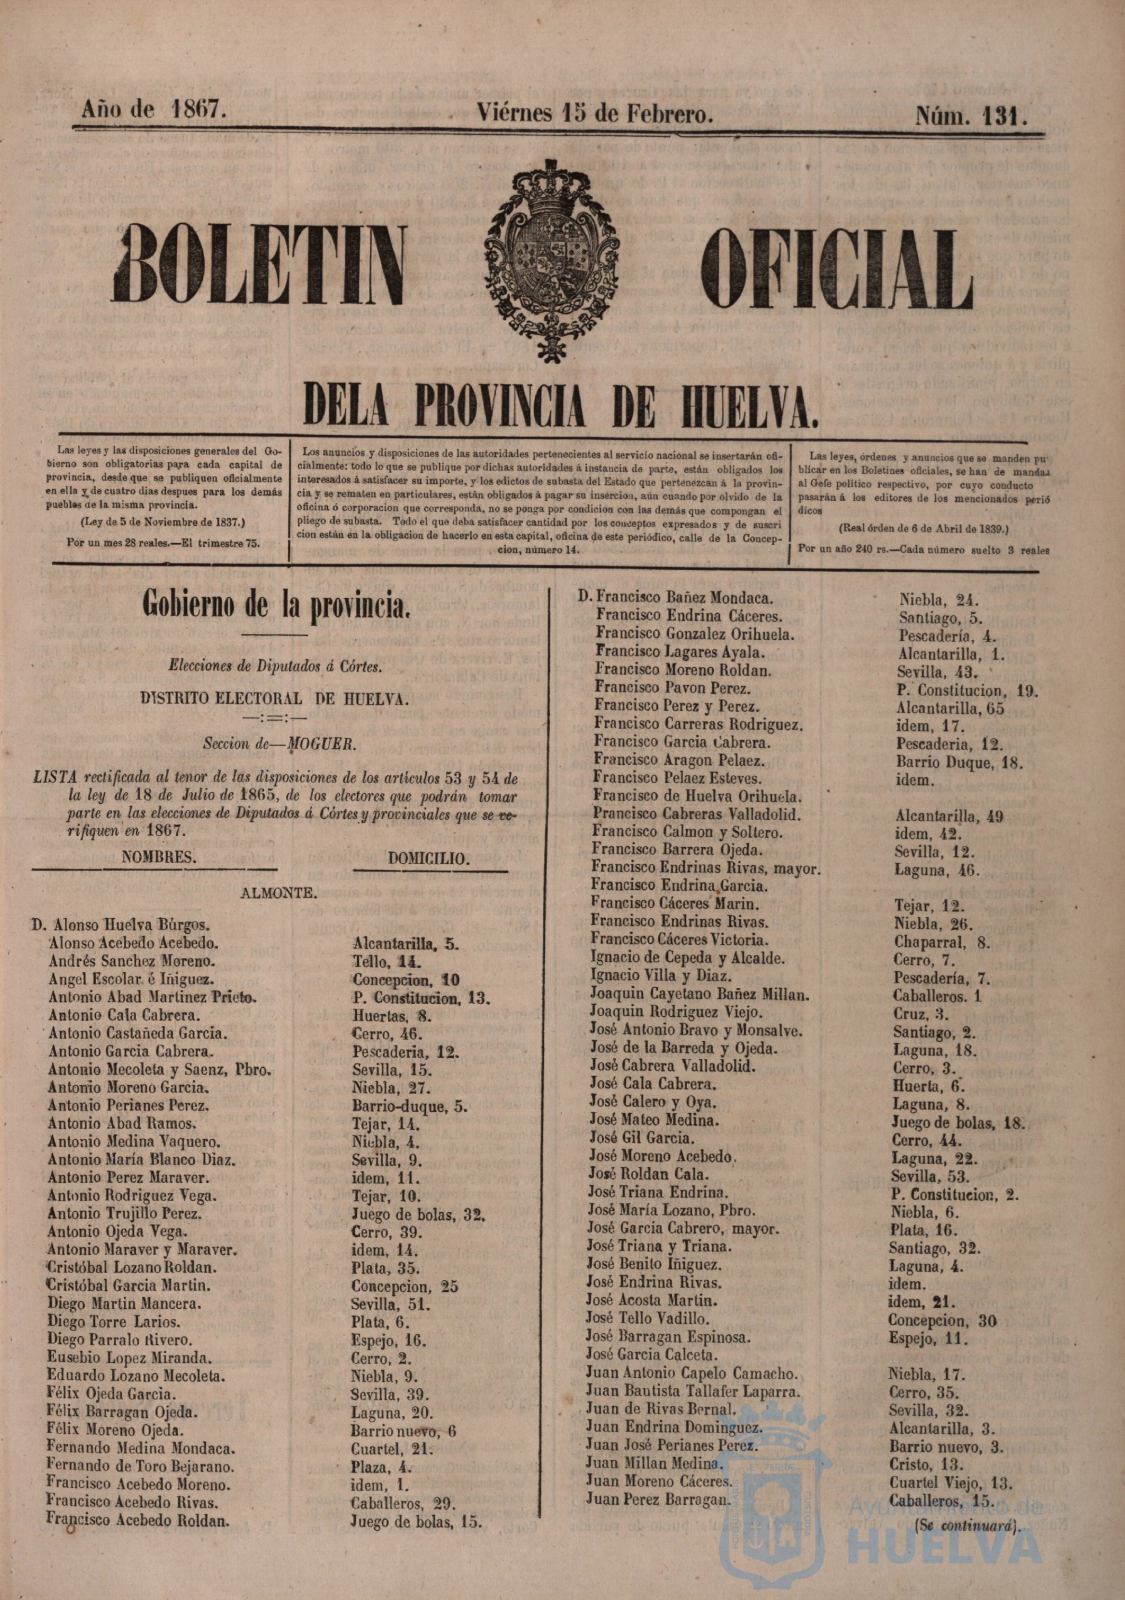 Año de 1867.
Viérnes 15 de Febrero.
Núm. 131.
BOLETIN OFICIAL
DELA PROVINCIA DE HUELVA.
Las leyes y las disposiciones generales del Go-
bierno son obligatorias para cada capital de
provincia, desde que se publiquen oficialmente
en ella y de cuatro dias despues para los demás
pueblos de la misma provincia.
(Ley de 5 de Noviembre de 1837.)
Por un mes 28 reales.—El trimestre 75.
Los anuncios y disposiciones de las autoridades pertenecientes al servicio nacional se insertarán ofi-
cialmente: todo lo que se publique por dichas autoridades á instancia de parte, están obligados los
interesados á satisfacer su importe, y los edictos de subasta del Estado que pertenezcan á la provin-
cia y se rematen en particulares, están obligados á pagar su insercion, aún cuando por olvido de la
oficina ó corporacion que corresponda, no se ponga por condicion con las demás que compongan el
pliego de subasta. Todo el que deba satisfacer cantidad por los conceptos expresados y de suscri
cion están en la obligacion de hacerlo en esta capital, oficina de este periódico, calle de la Concep-
cion, número 14.
Las leyes, órdenes y anuncios que se manden pu
blicar en los Boletines oficiales, se han de mandar
al Gefe político respectivo, por cuyo conducto
pasarán á los editores de los mencionados perió
dicos
(Real órden de 6 de Abril de 1839.)
Por un año 240 rs.—Cada número suelto 3 reales
Gobierno de la provincia.
Elecciones de Diputados á Córtes.
DISTRITO ELECTORAL DE HUELVA.
Seccion de—MOGUER.
LISTA rectificada al tenor de las disposiciones de los artículos 53 y 54 de
la ley de 18 de Julio de 1865, de los electores que podrán tomar
parte en las elecciones de Diputados á Córtes y provinciales que se ve-
rifiquen en 1867.
NOMBRES. DOMICILIO.
ALMONTE.
D. Alonso Huelva Búrgos.
Alonso Acebedo Acebedo. Alcantarilla, 5.
Andrés Sanchez Moreno. Tello, 14.
Angel Escolar é Iñiguez. Concepcion, 10
Antonio Abad Martinez Prieto. P. Constitucion, 13.
Antonio Cala Cabrera. Huertas, 8.
Antonio Castañeda Garcia. Cerro, 46.
Antonio Garcia Cabrera. Pescaderia, 12.
Antonio Mecoleta y Saenz, Pbro. Sevilla, 15.
Antonio Moreno Garcia. Niebla, 27.
Antonio Perianes Perez. Barrio-duque, 5.
Antonio Abad Ramos. Tejar, 14.
Antonio Medina Vaquero. Niebla, 4.
Antonio María Blanco Diaz. Sevilla, 9.
Antonio Perez Maraver. idem, 11.
Antonio Rodriguez Vega. Tejar, 10.
Antonio Trujillo Perez. Juego de bolas, 32.
Antonio Ojeda Vega. Cerro, 39.
Antonio Maraver y Maraver. idem, 14.
Cristóbal Lozano Roldan. Plata, 35.
Cristóbal Garcia Martin. Concepcion, 25
Diego Martin Mancera. Sevilla, 51.
Diego Torre Larios. Plata, 6.
Diego Parralo Rivero. Espejo, 16.
Eusebio Lopez Miranda. Cerro, 2.
Eduardo Lozano Mecoleta. Niebla, 9.
Félix Ojeda Garcia. Sevilla, 39.
Félix Barragan Ojeda. Laguna, 20.
Félix Moreno Ojeda. Barrio nuevo, 6
Fernando Medina Mondaca. Cuartel, 21.
Fernando de Toro Bejarano. Plaza, 4.
Francisco Acebedo Moreno. idem, 1.
Francisco Acebedo Rivas. Caballeros, 29.
Francisco Acebedo Roldan. Juego de bolas, 15.
D. Francisco Bañez Mondaca. Niebla, 24.
Francisco Endrina Cáceres. Santiago, 5.
Francisco Gonzalez Orihuela. Pescadería, 4.
Francisco Lagares Ayala. Alcantarilla, 1.
Francisco Moreno Roldan. Sevilla, 43.
Francisco Pavon Perez. P. Constitucion, 19.
Francisco Perez y Perez. Alcantarilla, 65
Francisco Carreras Rodriguez. idem, 17.
Francisco Garcia Cabrera. Pescaderia, 12.
Francisco Aragon Pelaez. Barrio Duque, 18.
Francisco Pelaez Esteves. idem.
Francisco de Huelva Orihuela.
Prancisco Cabreras Valladolid. Alcantarilla, 49
Francisco Calmon y Soltero. idem, 42.
Francisco Barrera Ojeda. Sevilla, 12.
Francisco Endrinas Rivas, mayor. Laguna, 46.
Francisco Endrina Garcia.
Francisco Cáceres Marin. Tejar, 12.
Francisco Endrinas Rivas. Niebla, 26.
Francisco Cáceres Victoria. Chaparral, 8.
Ignacio de Cepeda y Alcalde. Cerro, 7.
Ignacio Villa y Diaz. Pescadería, 7.
Joaquin Cayetano Bañez Millan. Caballeros. 1
Joaquin Rodriguez Viejo. Cruz, 3.
José Antonio Bravo y Monsalve. Santiago, 2.
José de la Barreda y Ojeda. Laguna, 18.
José Cabrera Valladolid. Cerro, 3.
José Cala Cabrera. Huerta, 6.
José Calero y Oya. Laguna, 8.
José Mateo Medina. Juego de bolas, 18.
José Gil Garcia. Cerro, 44.
José Moreno Acebedo. Laguna, 22.
José Roldan Cala. Sevilla, 53.
José Triana Endrina. P. Constitucion, 2.
José María Lozano, Pbro. Niebla, 6.
José Garcia Cabrero, mayor. Plata, 16.
José Triana y Triana. Santiago, 32.
José Benito Iñiguez. Laguna, 4.
José Endrina Rivas. idem.
José Acosta Martin. idem, 21.
José Tello Vadillo. Concepcion, 30
José Barragan Espinosa. Espejo, 11.
José Garcia Calceta.
Juan Antonio Capelo Camacho. Niebla, 17.
Juan Bautista Tallafer Laparra. Cerro, 35.
Juan de Rivas Bernal. Sevilla, 32.
Juan Endrina Dominguez. Alcantarilla, 3.
Juan José Perianes Perez. Barrio nuevo, 3.
Juan Millan Medina. Cristo, 13.
Juan Moreno Cáceres. Cuartel Viejo, 13.
Juan Perez Barragan. Caballeros, 15.
(Se continuará).
Ayuntamiento de
HUELVA